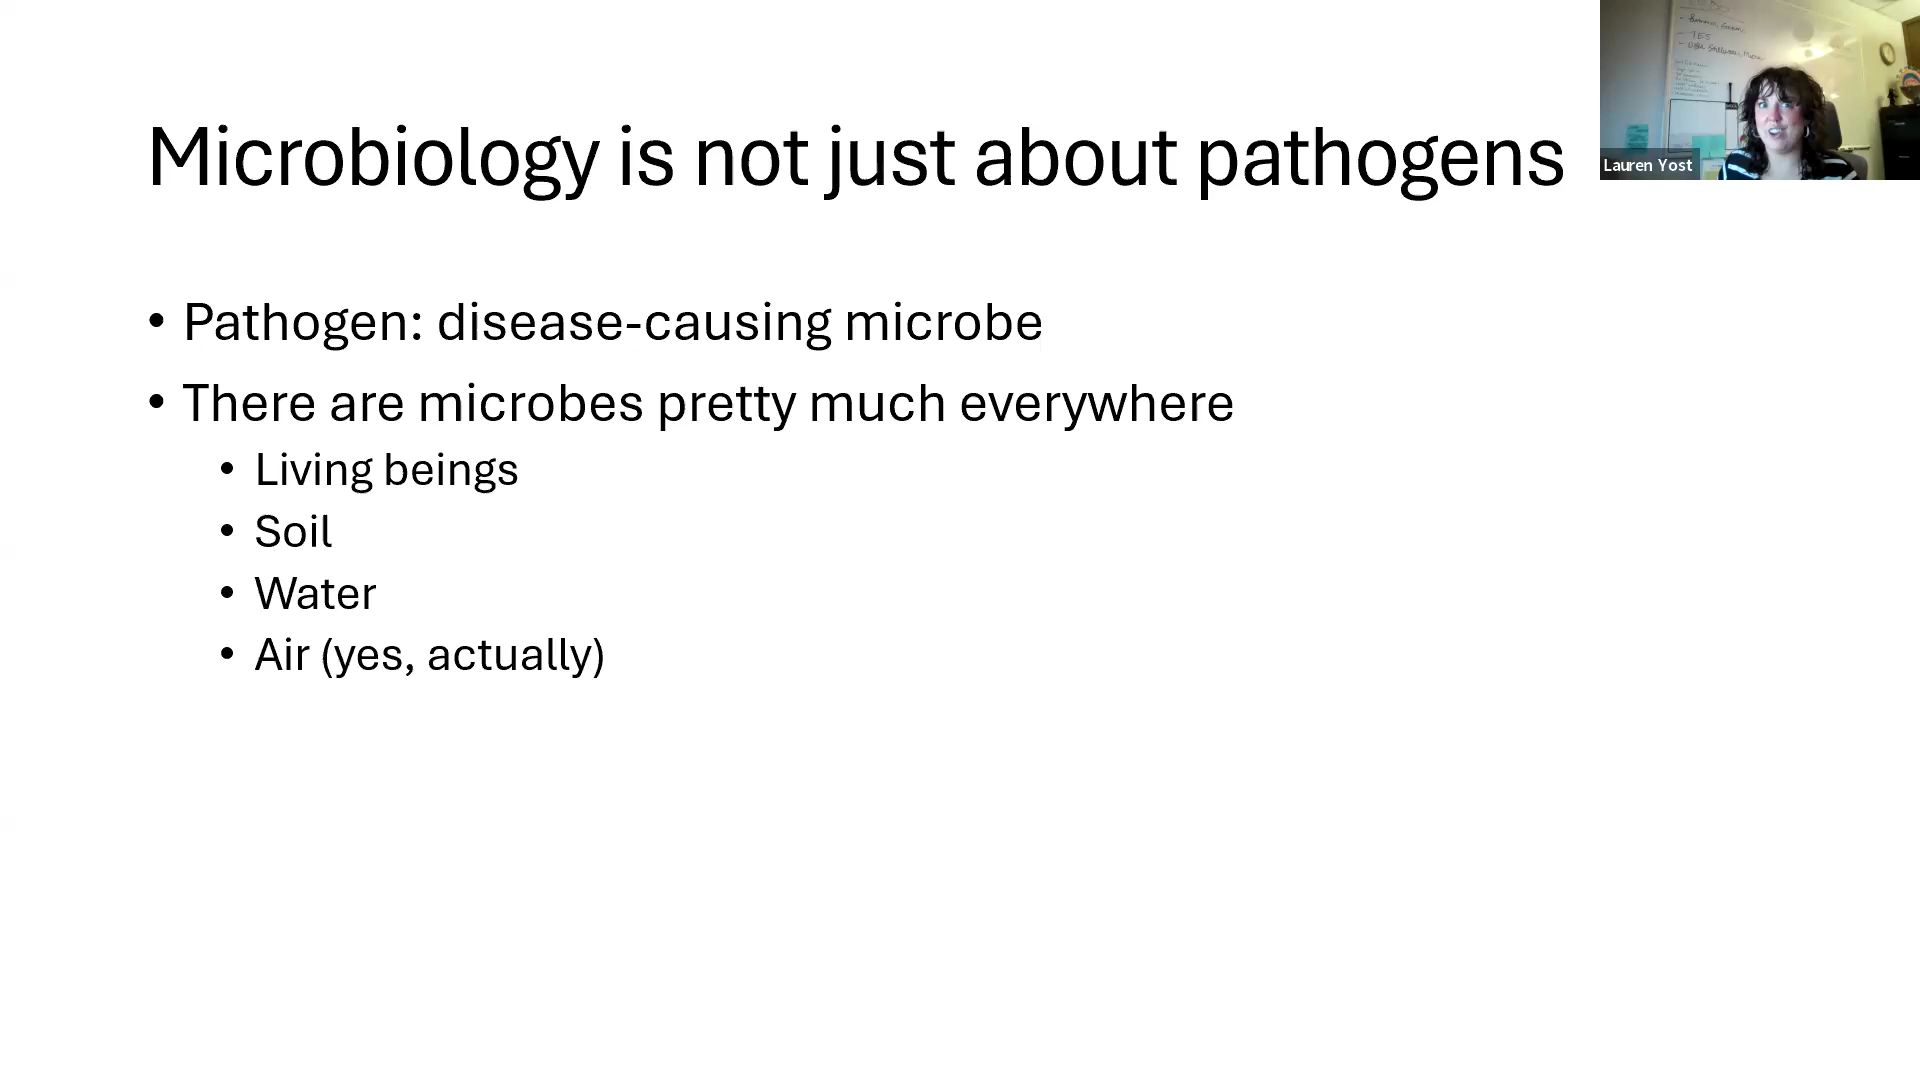 Microbiology is not just about pathogens
• Pathogen: disease-causing microbe
• There are microbes pretty much everywhere
• Living beings
• Soil
• Water
• Air (yes, actually)
TES
Lauren Yost